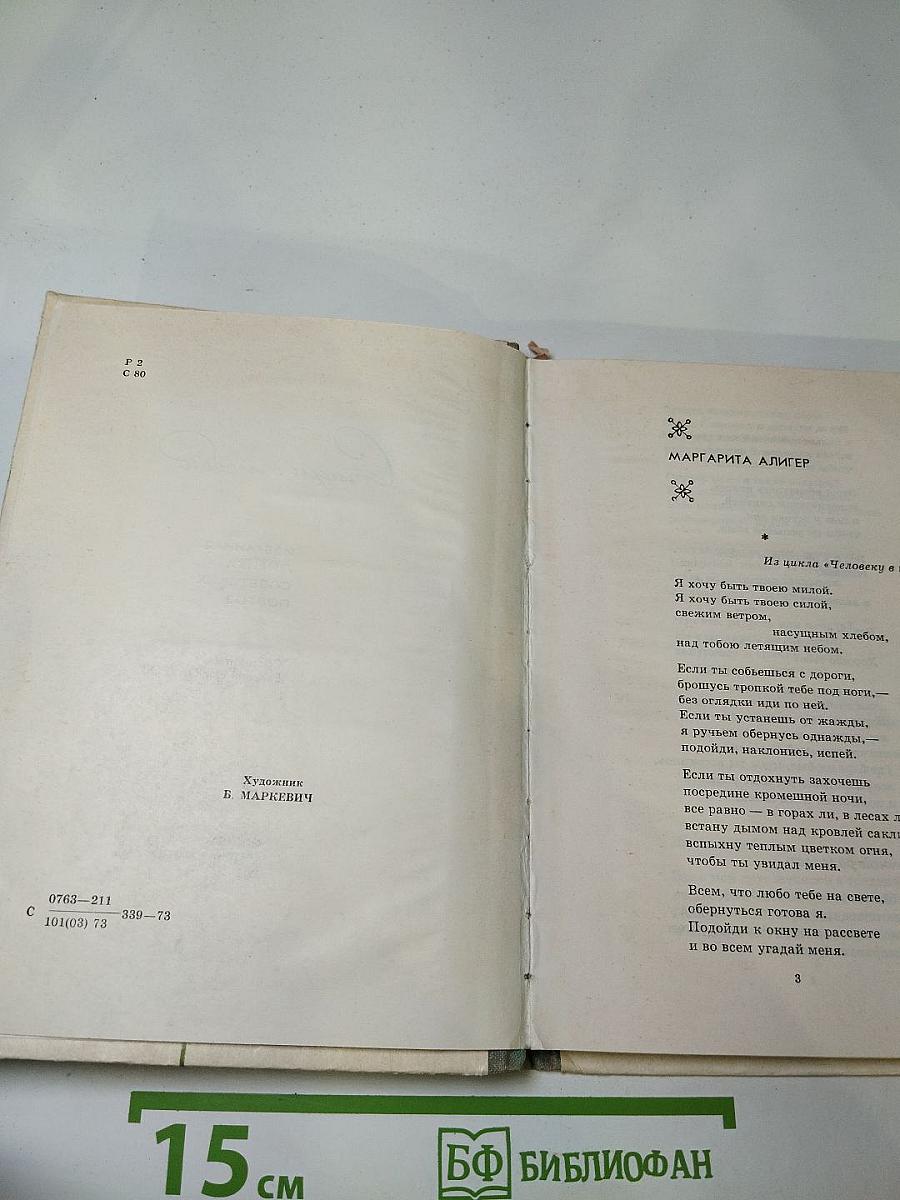 Р 2
С 80
Художник
Б. МАРКЕВИЧ
С 0763—211
101(03) 73 339—73
МАРГАРИТА АЛИГЕР
*
Из цикла «Человеку в
Я хочу быть твоею милой.
Я хочу быть твоею силой,
свежим ветром,
насущным хлебом,
над тобою летящим небом.
Если ты собьешься с дороги,
брошусь тропкой тебе под ноги,—
без оглядки иди по ней.
Если ты устанешь от жажды,
я ручьем обернусь однажды,—
подойди, наклонись, испей.
Если ты отдохнуть захочешь
посредине кромешной ночи,
все равно — в горах ли, в лесах л
встану дымом над кровлей сакли
вспыхну теплым цветком огня,
чтобы ты увидал меня.
Всем, что любо тебе на свете,
обернуться готова я.
Подойди к окну на рассвете
и во всем угадай меня.
3
15 см
БФ БИБЛИОФАН